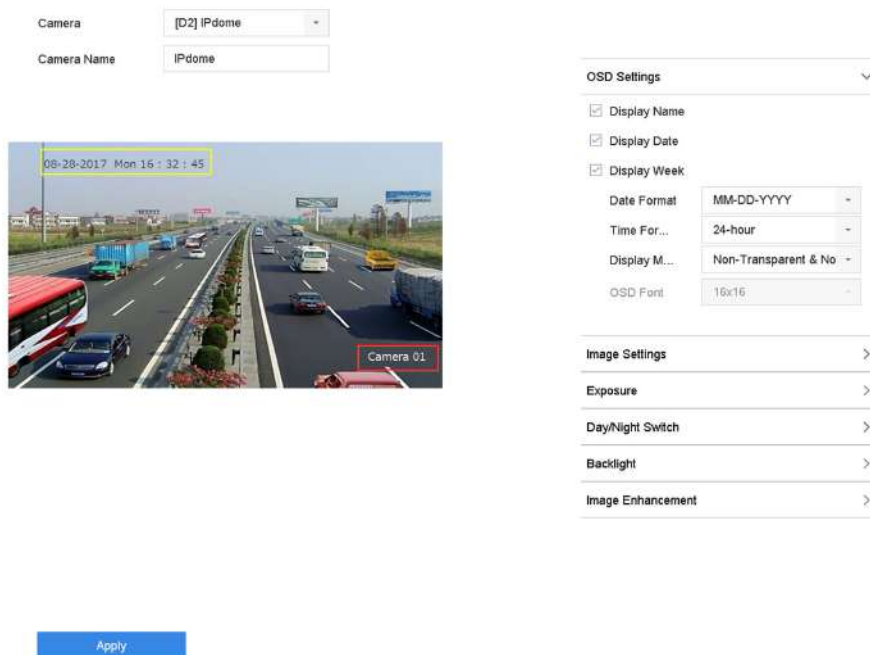 Camera [D2] IPdome
Camera Name IPdome
08-28-2017 Mon 16 : 32 : 45
Camera 01
Apply
OSD Settings
Display Name
Display Date
Display Week
Date Format MM-DD-YYYY
Time For... 24-hour
Display M... Non-Transparent & No
OSD Font 16x16
Image Settings
Exposure
Day/Night Switch
Backlight
Image Enhancement